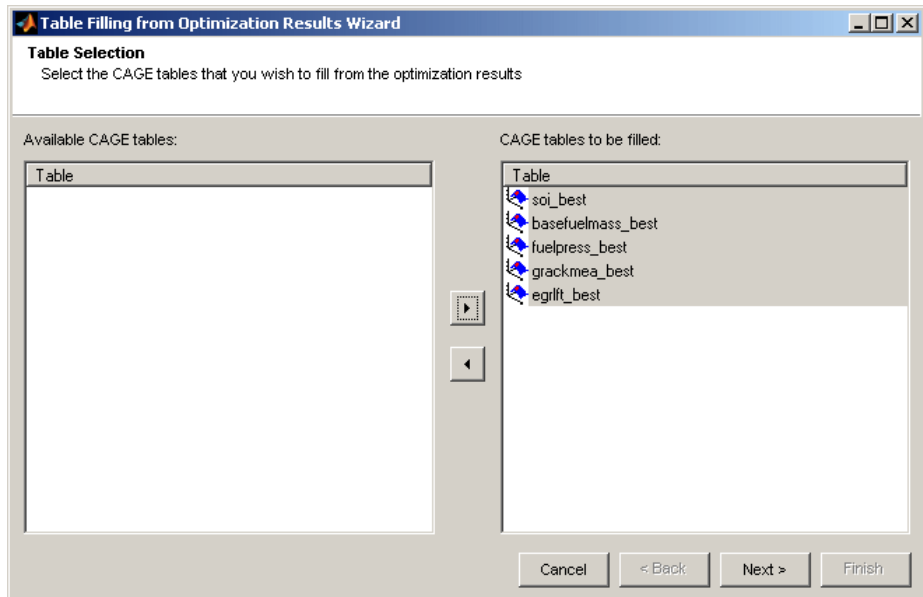 Table Filling from Optimization Results Wizard
Table Selection
Select the CAGE tables that you wish to fill from the optimization results
Available CAGE tables:
CAGE tables to be filled:
Table
Table
soi_best
basefuelmass_best
fuelpress_best
grackmea_best
egrlft_best
Cancel
< Back
Next >
Finish